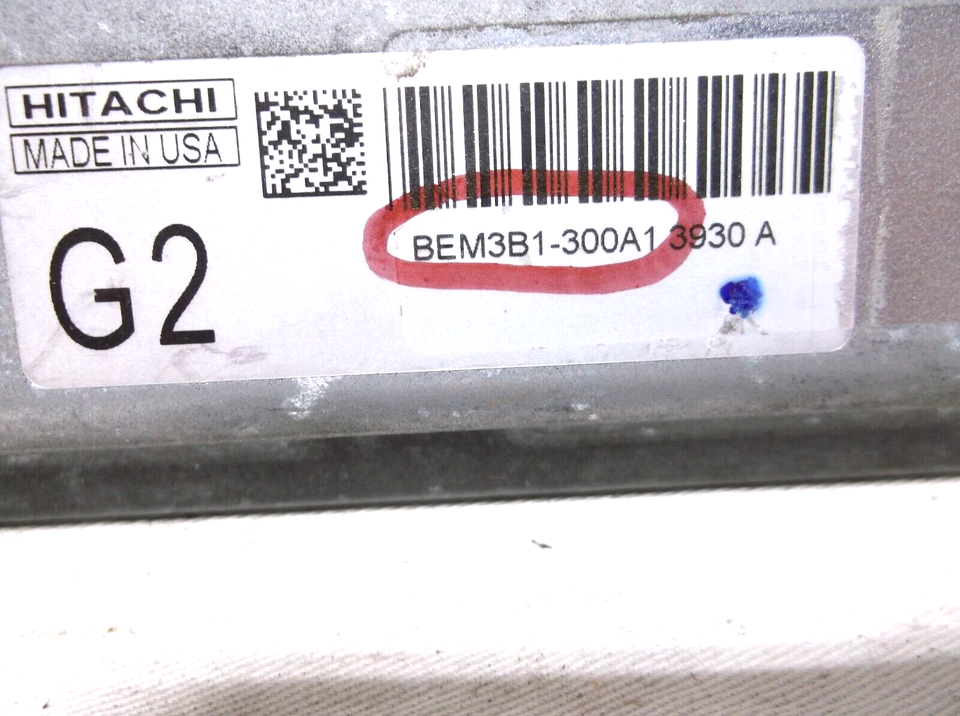 HITACHI
MADE IN USA
G2
BEM3B1-300A1 3930 A